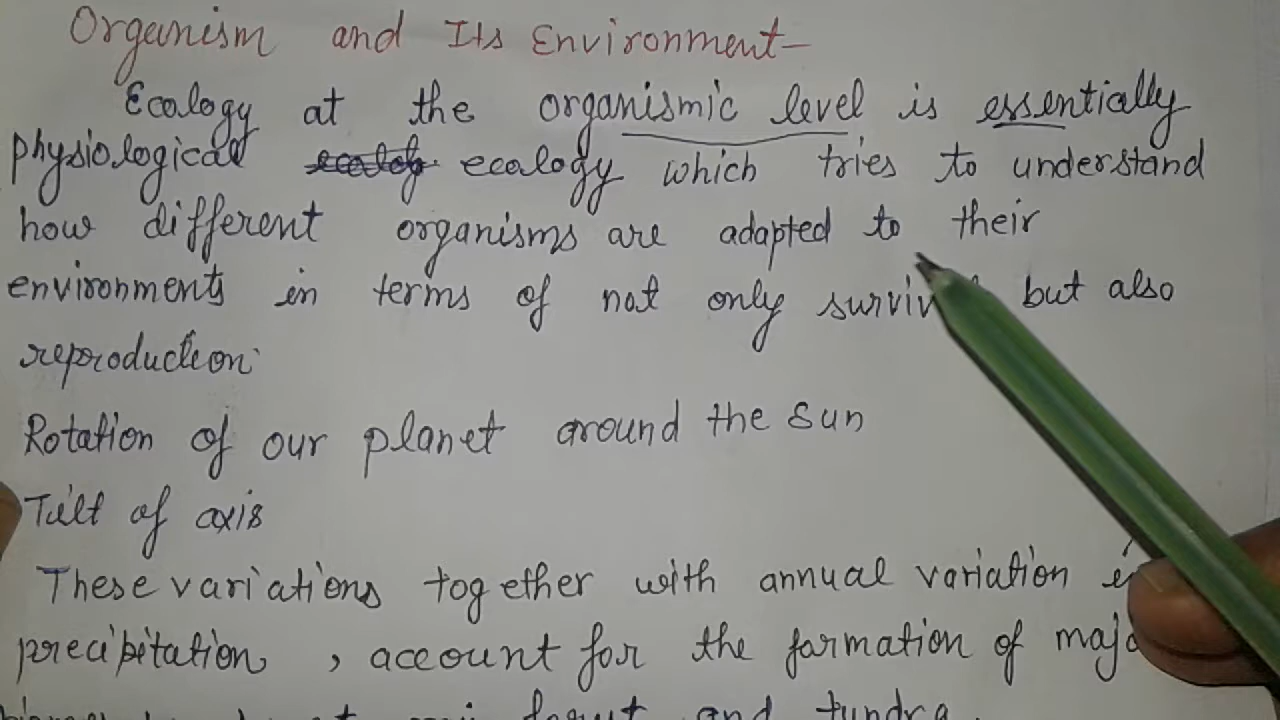 Organism and Its Environment-
Ecology at the organismic level is essentially
physiological ecology which tries to understand
how different organisms are adapted to their
environments in terms of not only but also
reproduction.
Rotation of our planet around the Sun
Tilt of axis
These variations together with annual variation
precipitation, account for the formation of
and tundra.